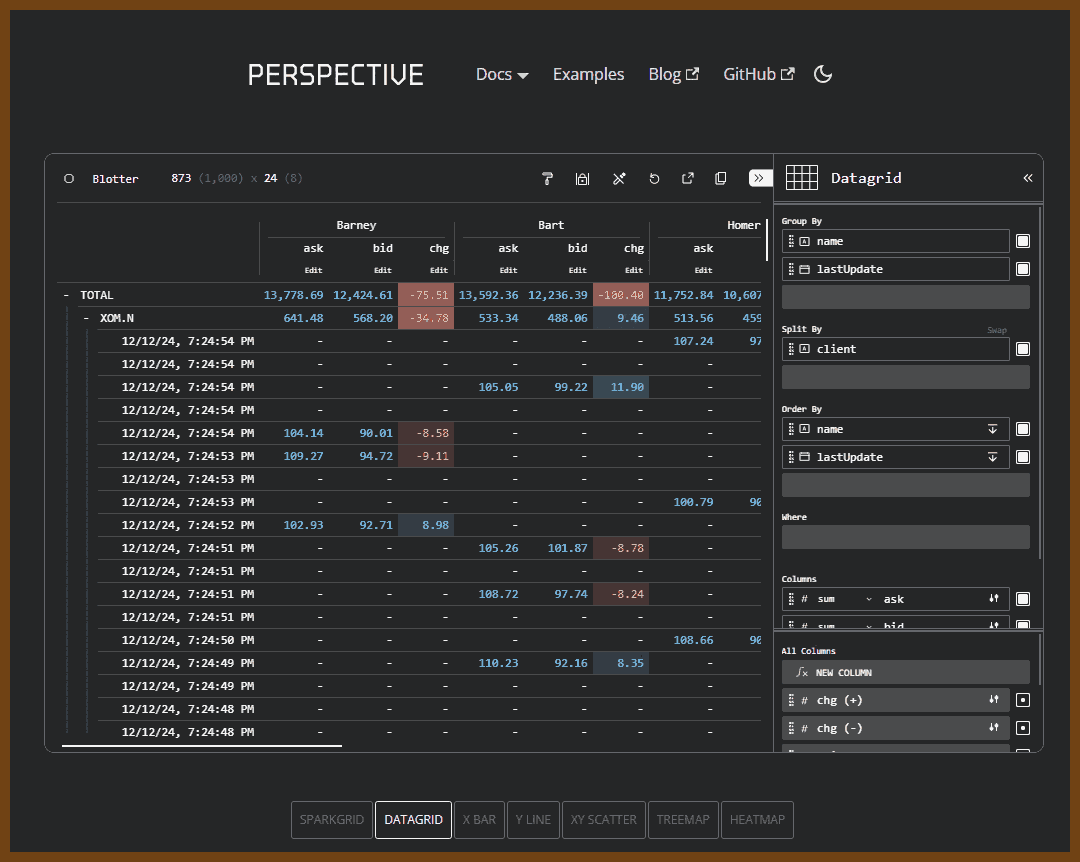 PERSPECTIVE Docs Examples Blog GitHub
Blotter 873 (1,000) x 24 (8)
Barney Bart Homer
ask bid chg ask bid chg ask
Edit Edit Edit Edit Edit Edit Edit
- TOTAL 13,778.69 12,424.61 -75.51 13,592.36 12,236.39 -100.40 11,752.84 10,607
- XOM.N 641.48 568.20 -34.78 533.34 488.06 9.46 513.56 459
12/12/24, 7:24:54 PM - - - - - - 107.24 97
12/12/24, 7:24:54 PM - - - - - - -
12/12/24, 7:24:54 PM - - - 105.05 99.22 11.90 -
12/12/24, 7:24:54 PM - - - - - - -
12/12/24, 7:24:54 PM 104.14 90.01 -8.58 - - - -
12/12/24, 7:24:53 PM 109.27 94.72 -9.11 - - - -
12/12/24, 7:24:53 PM - - - - - - -
12/12/24, 7:24:53 PM - - - - - - 100.79 90
12/12/24, 7:24:52 PM 102.93 92.71 8.98 - - - -
12/12/24, 7:24:51 PM - - - 105.26 101.87 -8.78 -
12/12/24, 7:24:51 PM - - - - - - -
12/12/24, 7:24:51 PM - - - 108.72 97.74 -8.24 -
12/12/24, 7:24:51 PM - - - - - - -
12/12/24, 7:24:50 PM - - - - - - 108.66 90
12/12/24, 7:24:49 PM - - - 110.23 92.16 8.35 -
12/12/24, 7:24:49 PM - - - - - - -
12/12/24, 7:24:48 PM - - - - - - -
12/12/24, 7:24:48 PM - - - - - - -
Datagrid
Group By
name
lastUpdate
Split By Swap
client
Order By
name
lastUpdate
Where
Columns
# sum ask
# sum bid
All Columns
ƒx NEW COLUMN
# chg (+)
# chg (-)
SPARKGRID DATAGRID X BAR Y LINE XY SCATTER TREEMAP HEATMAP